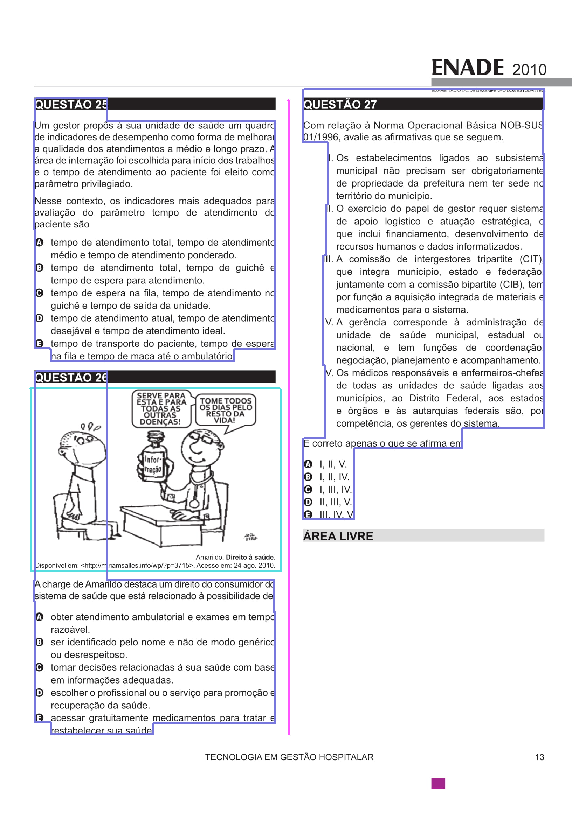 ENADE 2010
QUESTÃO 25
Um gestor propôs à sua unidade de saúde um quadro
de indicadores de desempenho como forma de melhorar
a qualidade dos atendimentos a médio e longo prazo. A
área de internação foi escolhida para início dos trabalhos
e o tempo de atendimento ao paciente foi eleito como
parâmetro privilegiado.
Nesse contexto, os indicadores mais adequados para
avaliação do parâmetro tempo de atendimento do
paciente são
A tempo de atendimento total, tempo de atendimento
médio e tempo de atendimento ponderado.
B tempo de atendimento total, tempo de guichê e
tempo de espera para atendimento.
C tempo de espera na fila, tempo de atendimento no
guichê e tempo de saída da unidade.
D tempo de atendimento atual, tempo de atendimento
desejável e tempo de atendimento ideal.
E tempo de transporte do paciente, tempo de espera
na fila e tempo de maca até o ambulatório.
QUESTÃO 26
SERVE PARA
ESTA E PARA
TODAS AS
OUTRAS
DOENÇAS!
TOME TODOS
OS DIAS PELO
RESTO DA
VIDA!
Infor-
mação
Amarildo. Direito à saúde.
Acesso em: 24 ago. 2010.
A charge de Amarildo destaca um direito do consumidor do
sistema de saúde que está relacionado à possibilidade de
A obter atendimento ambulatorial e exames em tempo
razoável.
B ser identificado pelo nome e não de modo genérico
ou desrespeitoso.
C tomar decisões relacionadas à sua saúde com base
em informações adequadas.
D escolher o profissional ou o serviço para promoção e
recuperação da saúde.
E acessar gratuitamente medicamentos para tratar e
restabelecer sua saúde.
QUESTÃO 27
Com relação à Norma Operacional Básica NOB-SUS
01/1996, avalie as afirmativas que se seguem.
I. Os estabelecimentos ligados ao subsistema
municipal não precisam ser obrigatoriamente
de propriedade da prefeitura nem ter sede no
território do município.
II. O exercício do papel de gestor requer sistema
de apoio logístico e atuação estratégica, o
que inclui financiamento, desenvolvimento de
recursos humanos e dados informatizados.
III. A comissão de intergestores tripartite (CIT),
que integra município, estado e federação,
juntamente com a comissão bipartite (CIB), tem
por função a aquisição integrada de materiais e
medicamentos para o sistema.
IV. A gerência corresponde à administração de
unidade de saúde municipal, estadual ou
nacional, e tem funções de coordenação,
negociação, planejamento e acompanhamento.
V. Os médicos responsáveis e enfermeiros-chefes
de todas as unidades de saúde ligadas aos
municípios, ao Distrito Federal, aos estados
e órgãos e às autarquias federais são, por
competência, os gerentes do sistema.
É correto apenas o que se afirma em
A I, II, V.
B I, II, IV.
C I, III, IV.
D II, III, V.
E III, IV, V.
ÁREA LIVRE
TECNOLOGIA EM GESTÃO HOSPITALAR
13